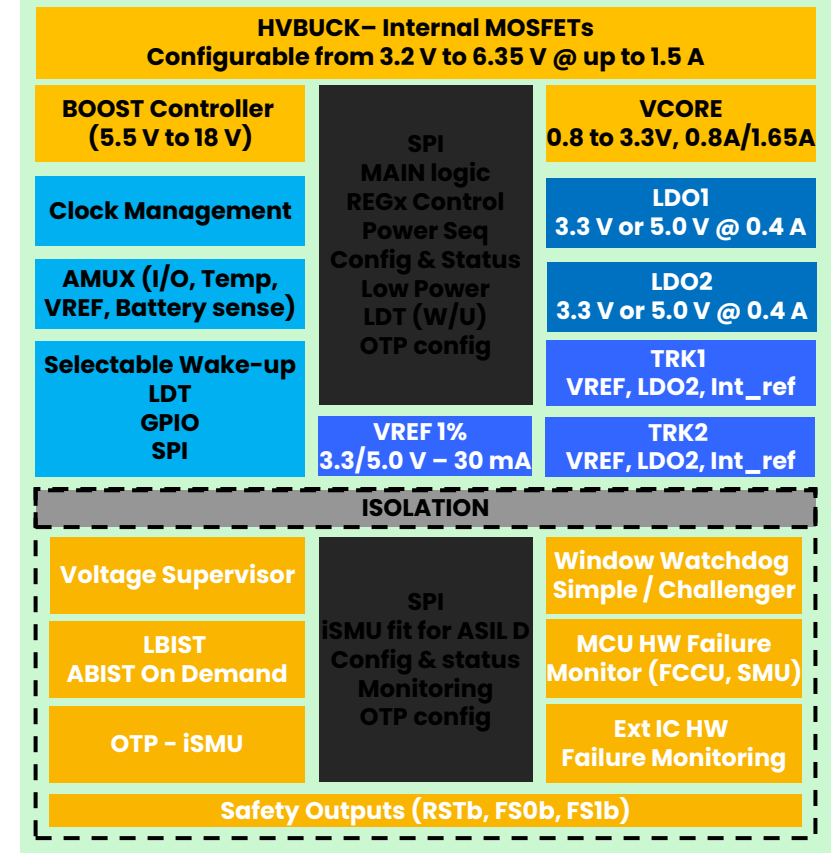 HVBUCK– Internal MOSFETs
Configurable from 3.2 V to 6.35 V @ up to 1.5 A
BOOST Controller
(5.5 V to 18 V)
SPI
MAIN logic
REGx Control
Power Seq
Config & Status
Low Power
LDT (W/U)
OTP config
VCORE
0.8 to 3.3V, 0.8A/1.65A
Clock Management
LDO1
3.3 V or 5.0 V @ 0.4 A
AMUX (I/O, Temp,
VREF, Battery sense)
LDO2
3.3 V or 5.0 V @ 0.4 A
Selectable Wake-up
LDT
GPIO
SPI
TRK1
VREF, LDO2, Int_ref
VREF 1%
3.3/5.0 V – 30 mA
TRK2
VREF, LDO2, Int_ref
ISOLATION
Voltage Supervisor
SPI
iSMU fit for ASIL D
Config & status
Monitoring
OTP config
Window Watchdog
Simple / Challenger
LBIST
ABIST On Demand
MCU HW Failure
Monitor (FCCU, SMU)
OTP - iSMU
Ext IC HW
Failure Monitoring
Safety Outputs (RSTb, FS0b, FS1b)